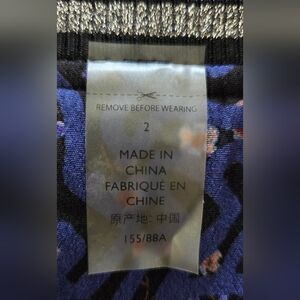 REMOVE BEFORE WEARING
2
MADE IN
CHINA
FABRIQUÉ EN
CHINE
原产地: 中国
155/88A